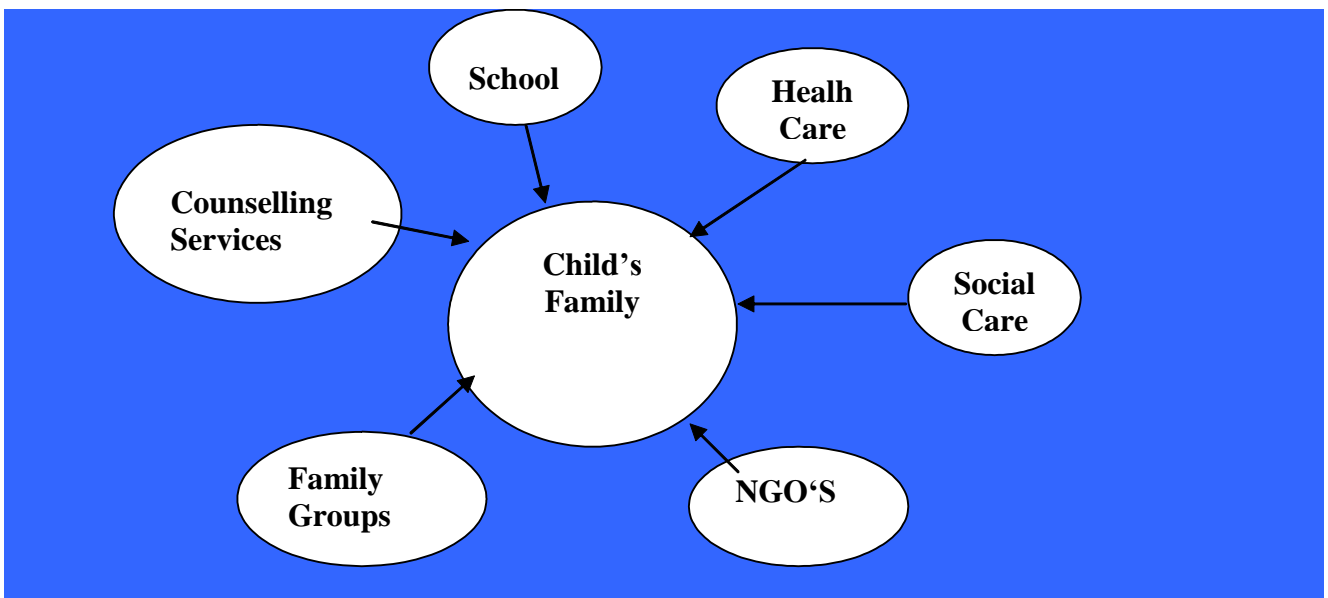 School
Healh
Care
Counselling
Services
Child’s
Family
Social
Care
Family
Groups
NGO‘S